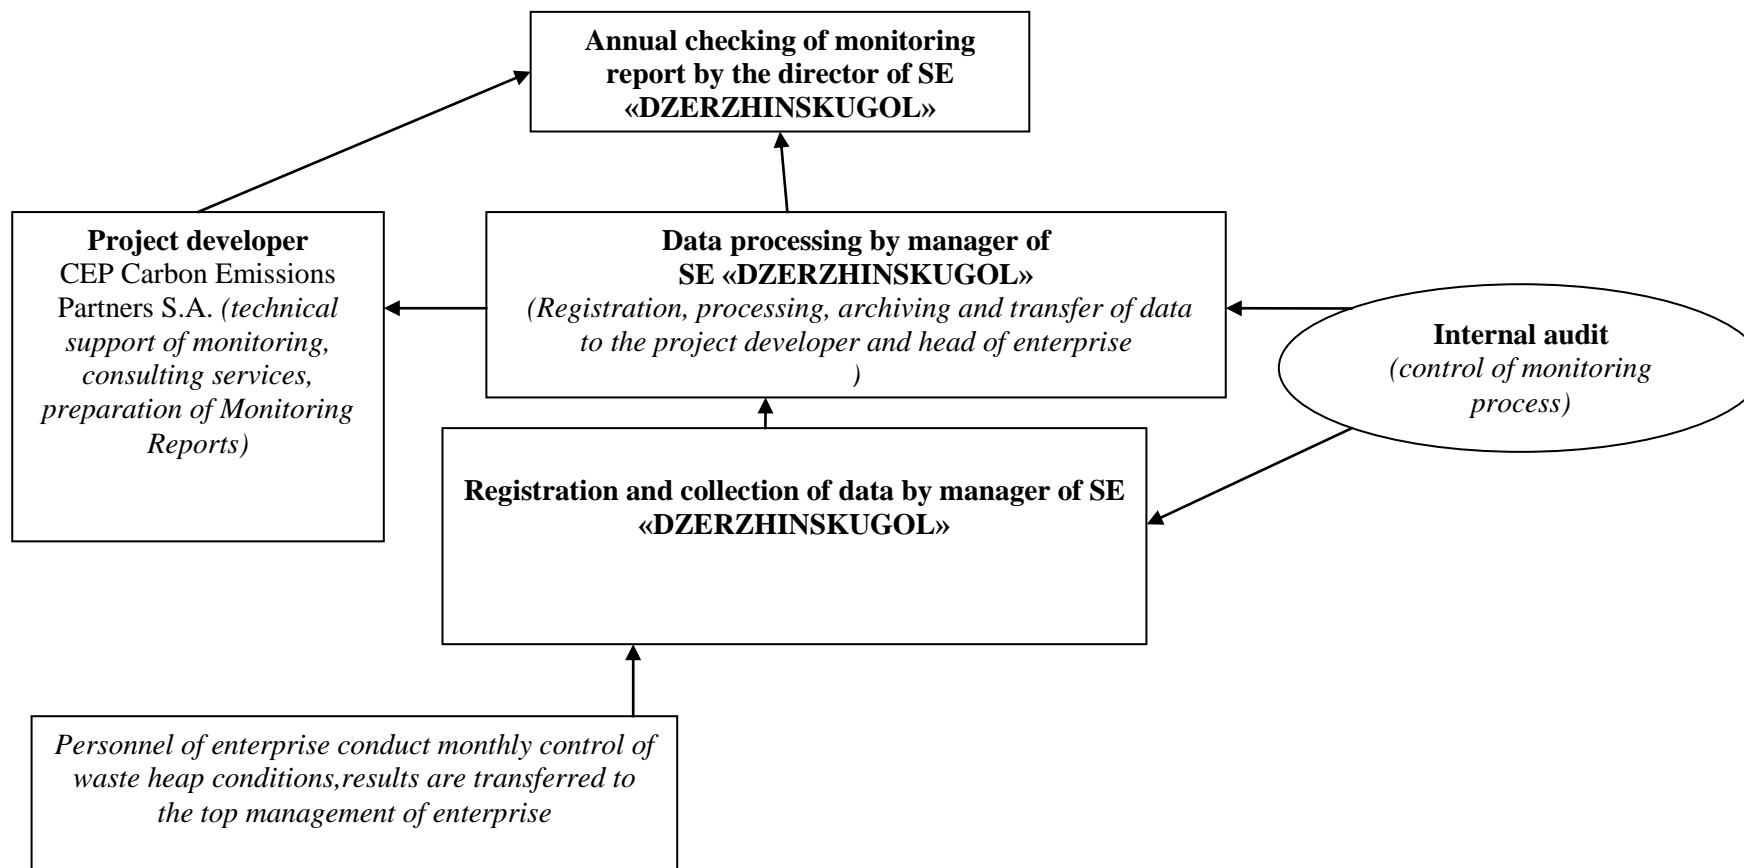 Annual checking of monitoring
report by the director of SE
«DZERZHINSKUGOL»
Project developer
CEP Carbon Emissions
Partners S.A. (technical
support of monitoring,
consulting services,
preparation of Monitoring
Reports)
Data processing by manager of
SE «DZERZHINSKUGOL»
(Registration, processing, archiving and transfer of data
to the project developer and head of enterprise
)
Internal audit
(control of monitoring
process)
Registration and collection of data by manager of SE
«DZERZHINSKUGOL»
Personnel of enterprise conduct monthly control of
waste heap conditions,results are transferred to
the top management of enterprise